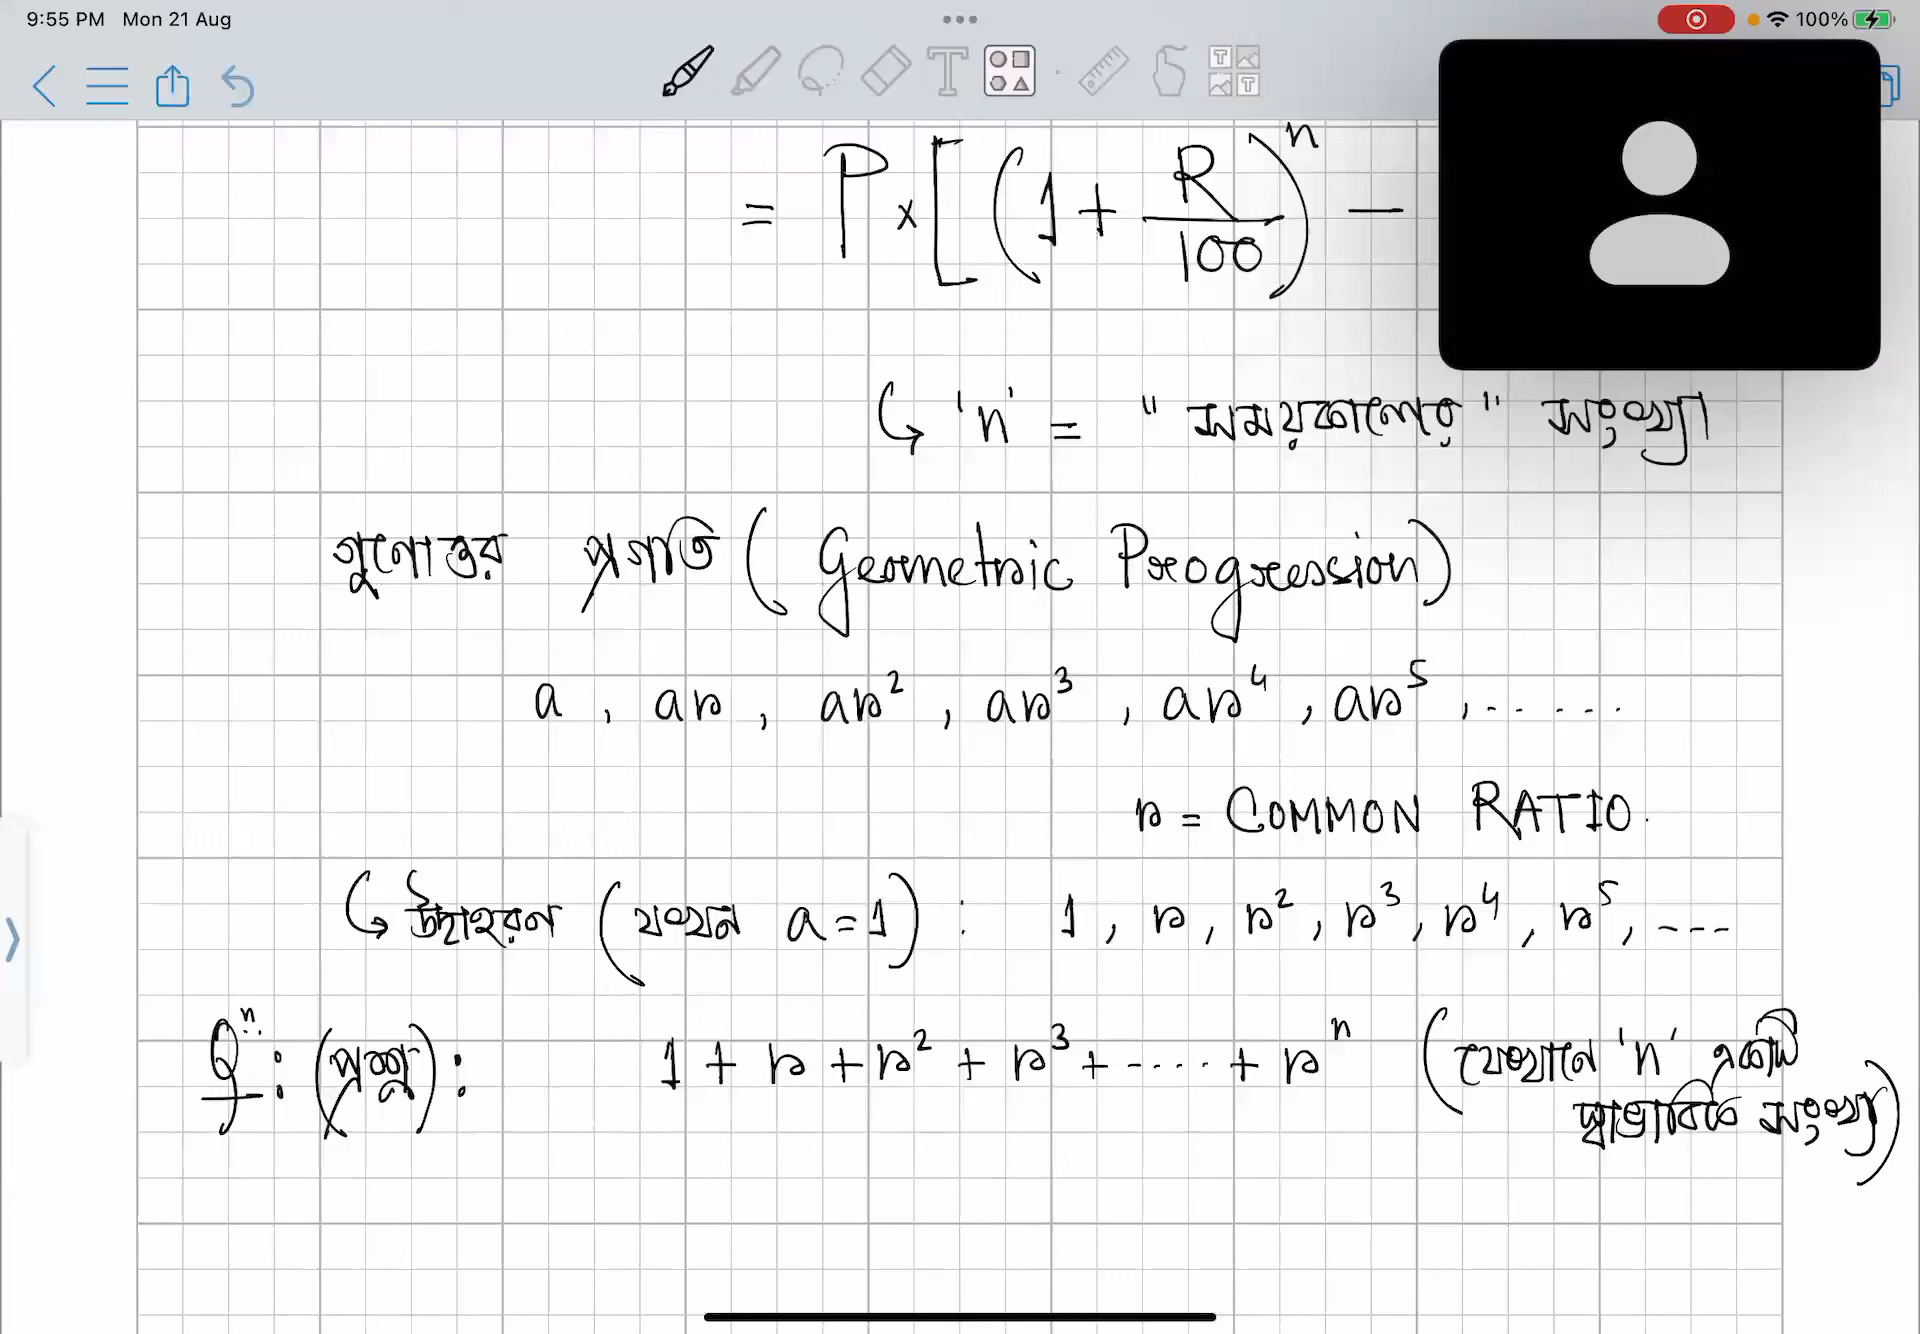 9:55 PM Mon 21 Aug
100%
= P × [ ( 1 + R/100 )^n −
↳ 'n' = "সময়কালের" সংখ্যা
গুণোত্তর প্রগতি ( Geometric Progression )
a , ar , ar² , ar³ , ar⁴ , ar⁵ , ......
r = COMMON RATIO.
↳ উদাহরণ ( যখন a = 1 ) : 1 , r , r² , r³ , r⁴ , r⁵ , ---
Qⁿ : (প্রশ্ন) : 1 + r + r² + r³ + ..... + rⁿ ( যেখানে 'n' একটি
স্বাভাবিক সংখ্যা )